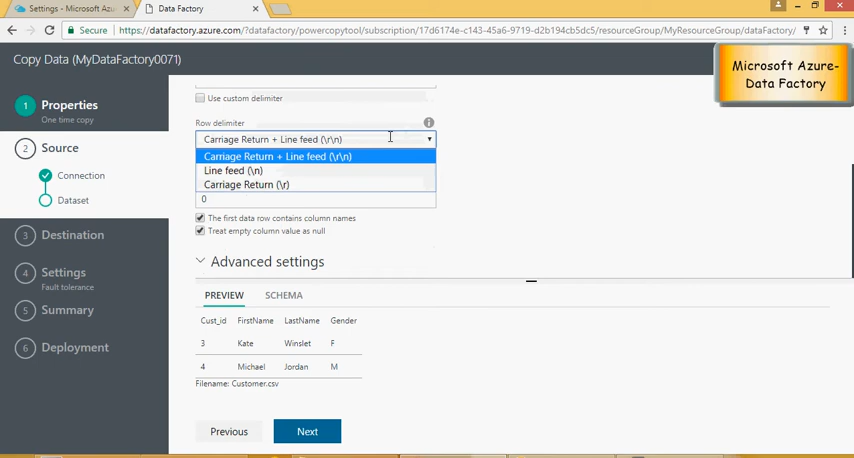 Settings - Microsoft Az
Data Factory
Secure
https://datafactory.azure.com/?datafactory/powercopytool/subscription/17d6174e-c143-45a6-9719-d2b194cb5dc5/resourceGroup/MyResourceGroup/dataFactory/
Copy Data (MyDataFactory0071)
Microsoft Azure-
Data Factory
1 Properties
One time copy
2 Source
Connection
Dataset
3 Destination
4 Settings
Fault tolerance
5 Summary
6 Deployment
Use custom delimiter
Row delimiter
Carriage Return + Line feed (\r\n)
Carriage Return + Line feed (\r\n)
Line feed (\n)
Carriage Return (\r)
0
The first data row contains column names
Treat empty column value as null
Advanced settings
PREVIEW SCHEMA
Cust_id FirstName LastName Gender
3 Kate Winslet F
4 Michael Jordan M
Filename: Customer.csv
Previous Next